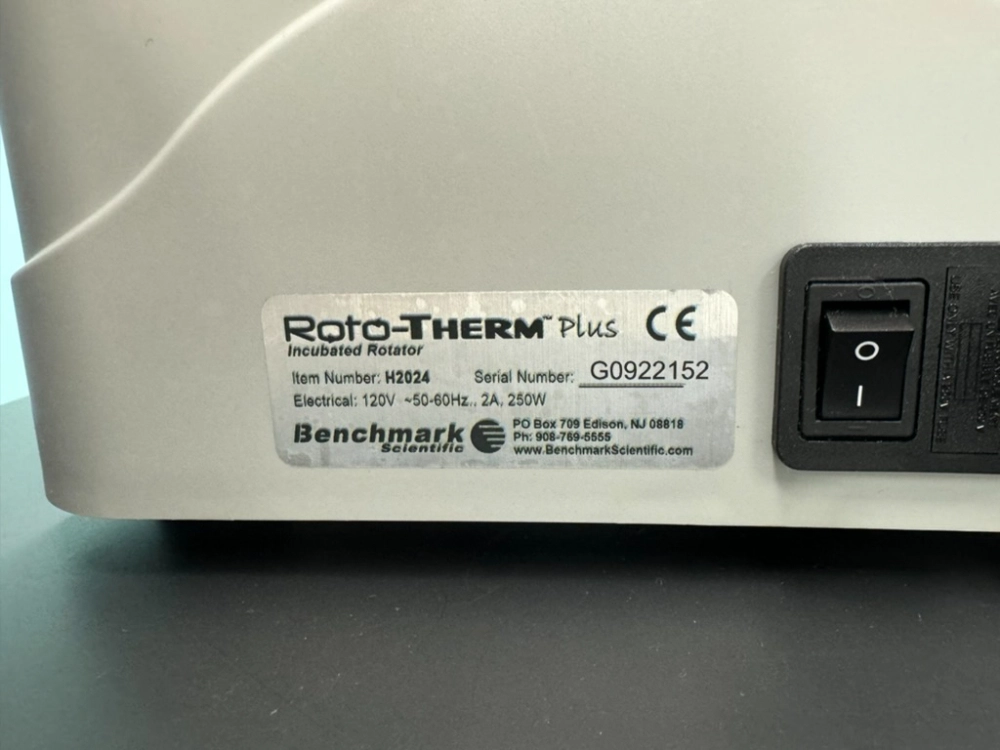 Roto-Therm™ Plus CE
Incubated Rotator
Item Number: H2024 Serial Number: G0922152
Electrical: 120V ~50-60Hz., 2A, 250W
Benchmark
Scientific
PO Box 709 Edison, NJ 08818
Ph: 908-769-5555
www.BenchmarkScientific.com
O
I